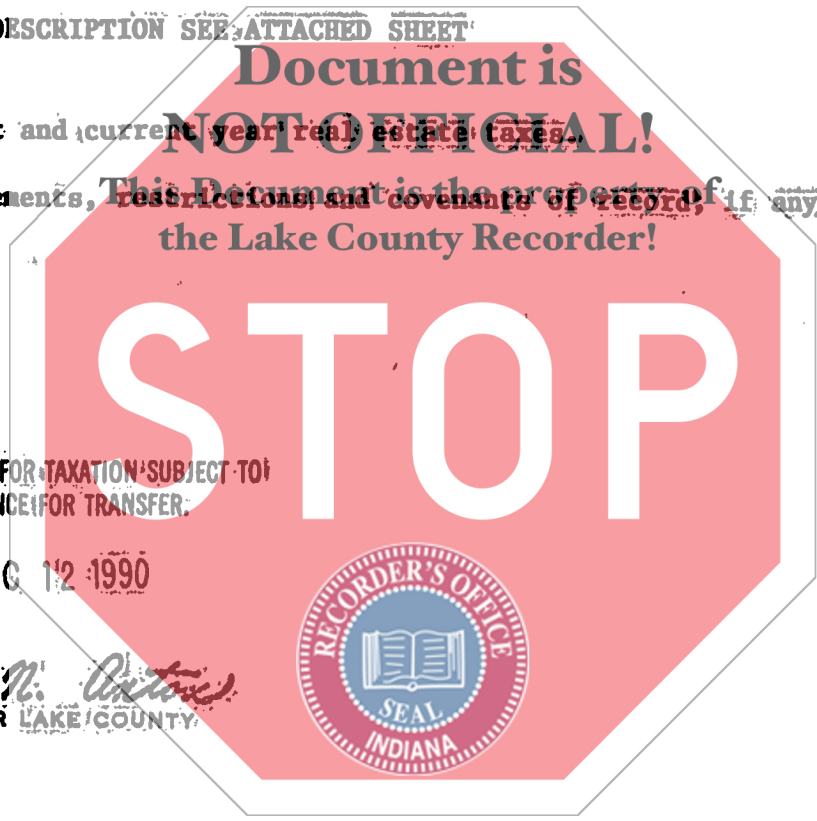 DESCRIPTION SEE ATTACHED SHEET
Document is
and current year real estate taxes.
NOT OFFICIAL!
ments, restrictions and covenants of record, if any,
This Document is the property of
the Lake County Recorder!
STOP
FOR TAXATION SUBJECT TO
NCE FOR TRANSFER.
C 12 1990
N. Anton
R LAKE COUNTY
RECORDER'S OFFICE
SEAL
INDIANA